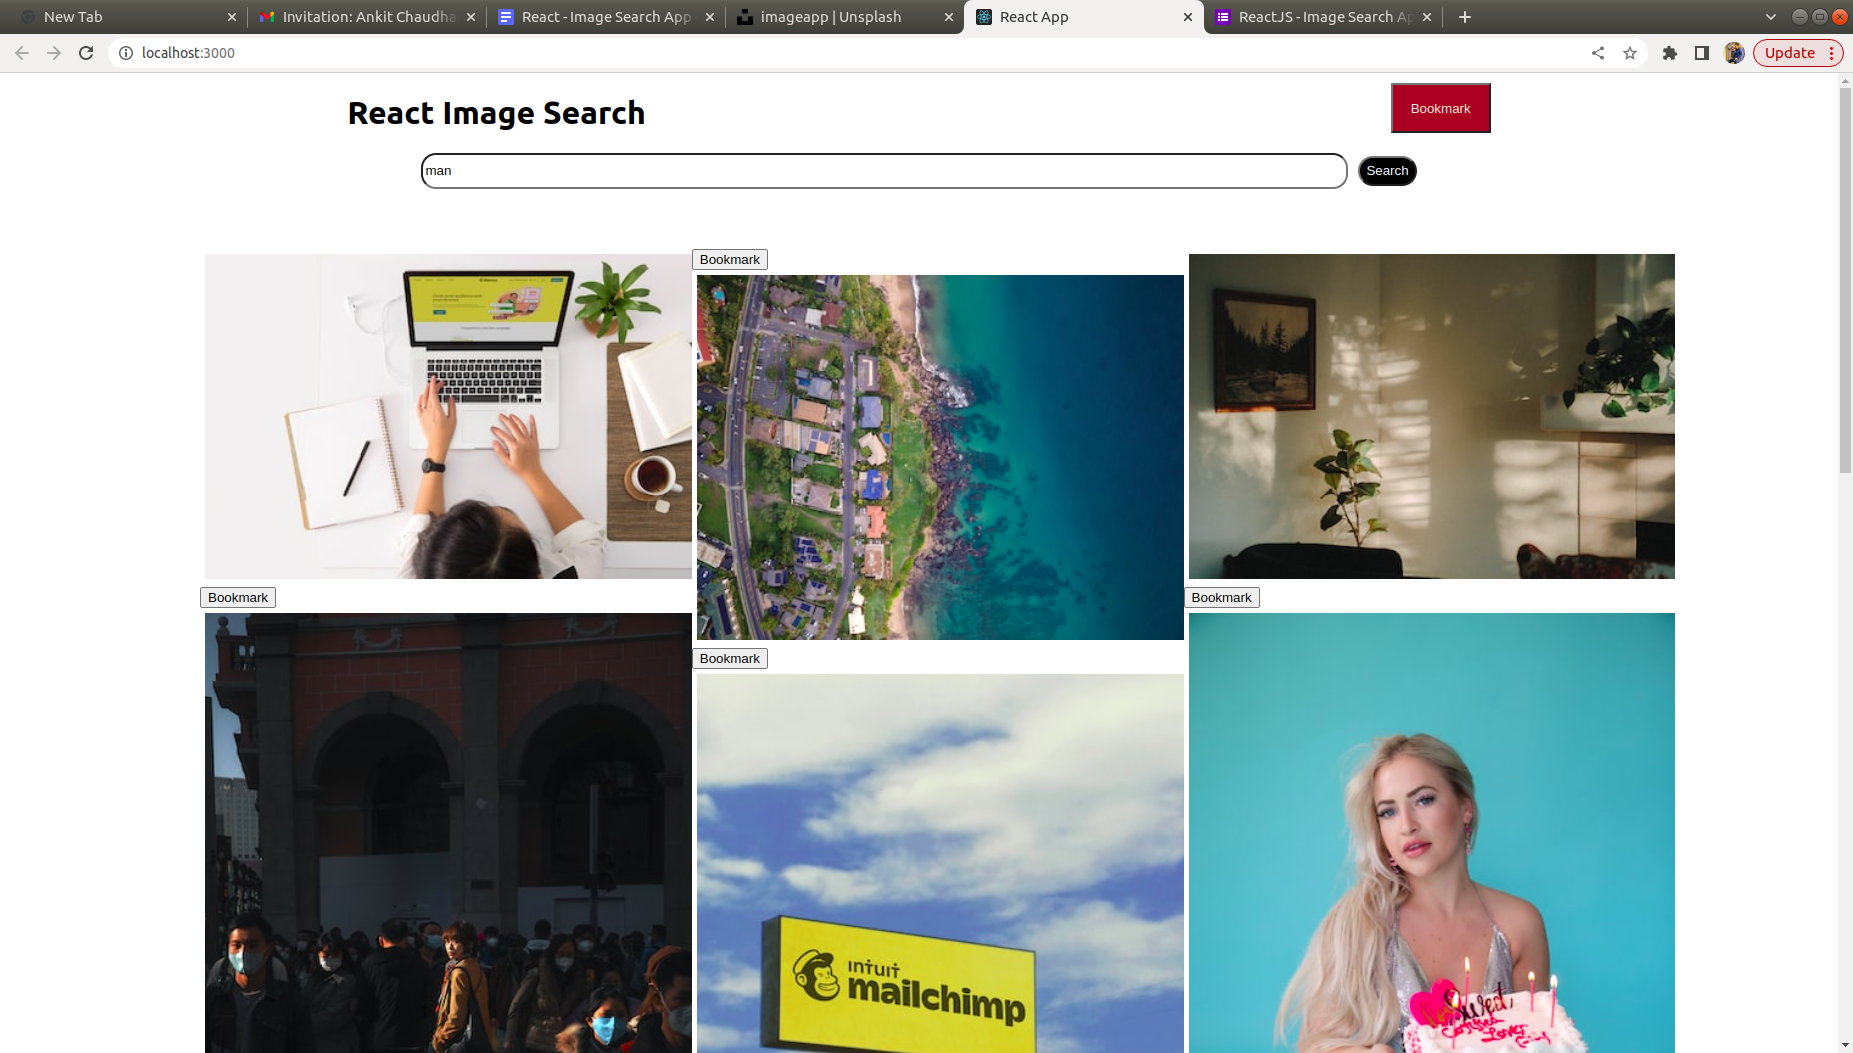 New Tab
Invitation: Ankit Chaudha
React - Image Search App
imageapp | Unsplash
React App
ReactJS - Image Search Ap
localhost:3000
Update
React Image Search
Bookmark
man
Search
Bookmark
Bookmark
Bookmark
Bookmark
intuit
mailchimp
Sweet